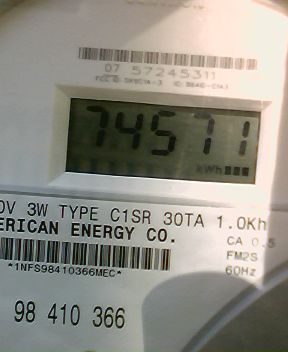 07 57245311
74571
kWh
0V 3W TYPE C1SR 30TA 1.0Kh
ERICAN ENERGY CO.
CA 0.5
*1NFS98410366MEC*
FM2S
60Hz
98 410 366